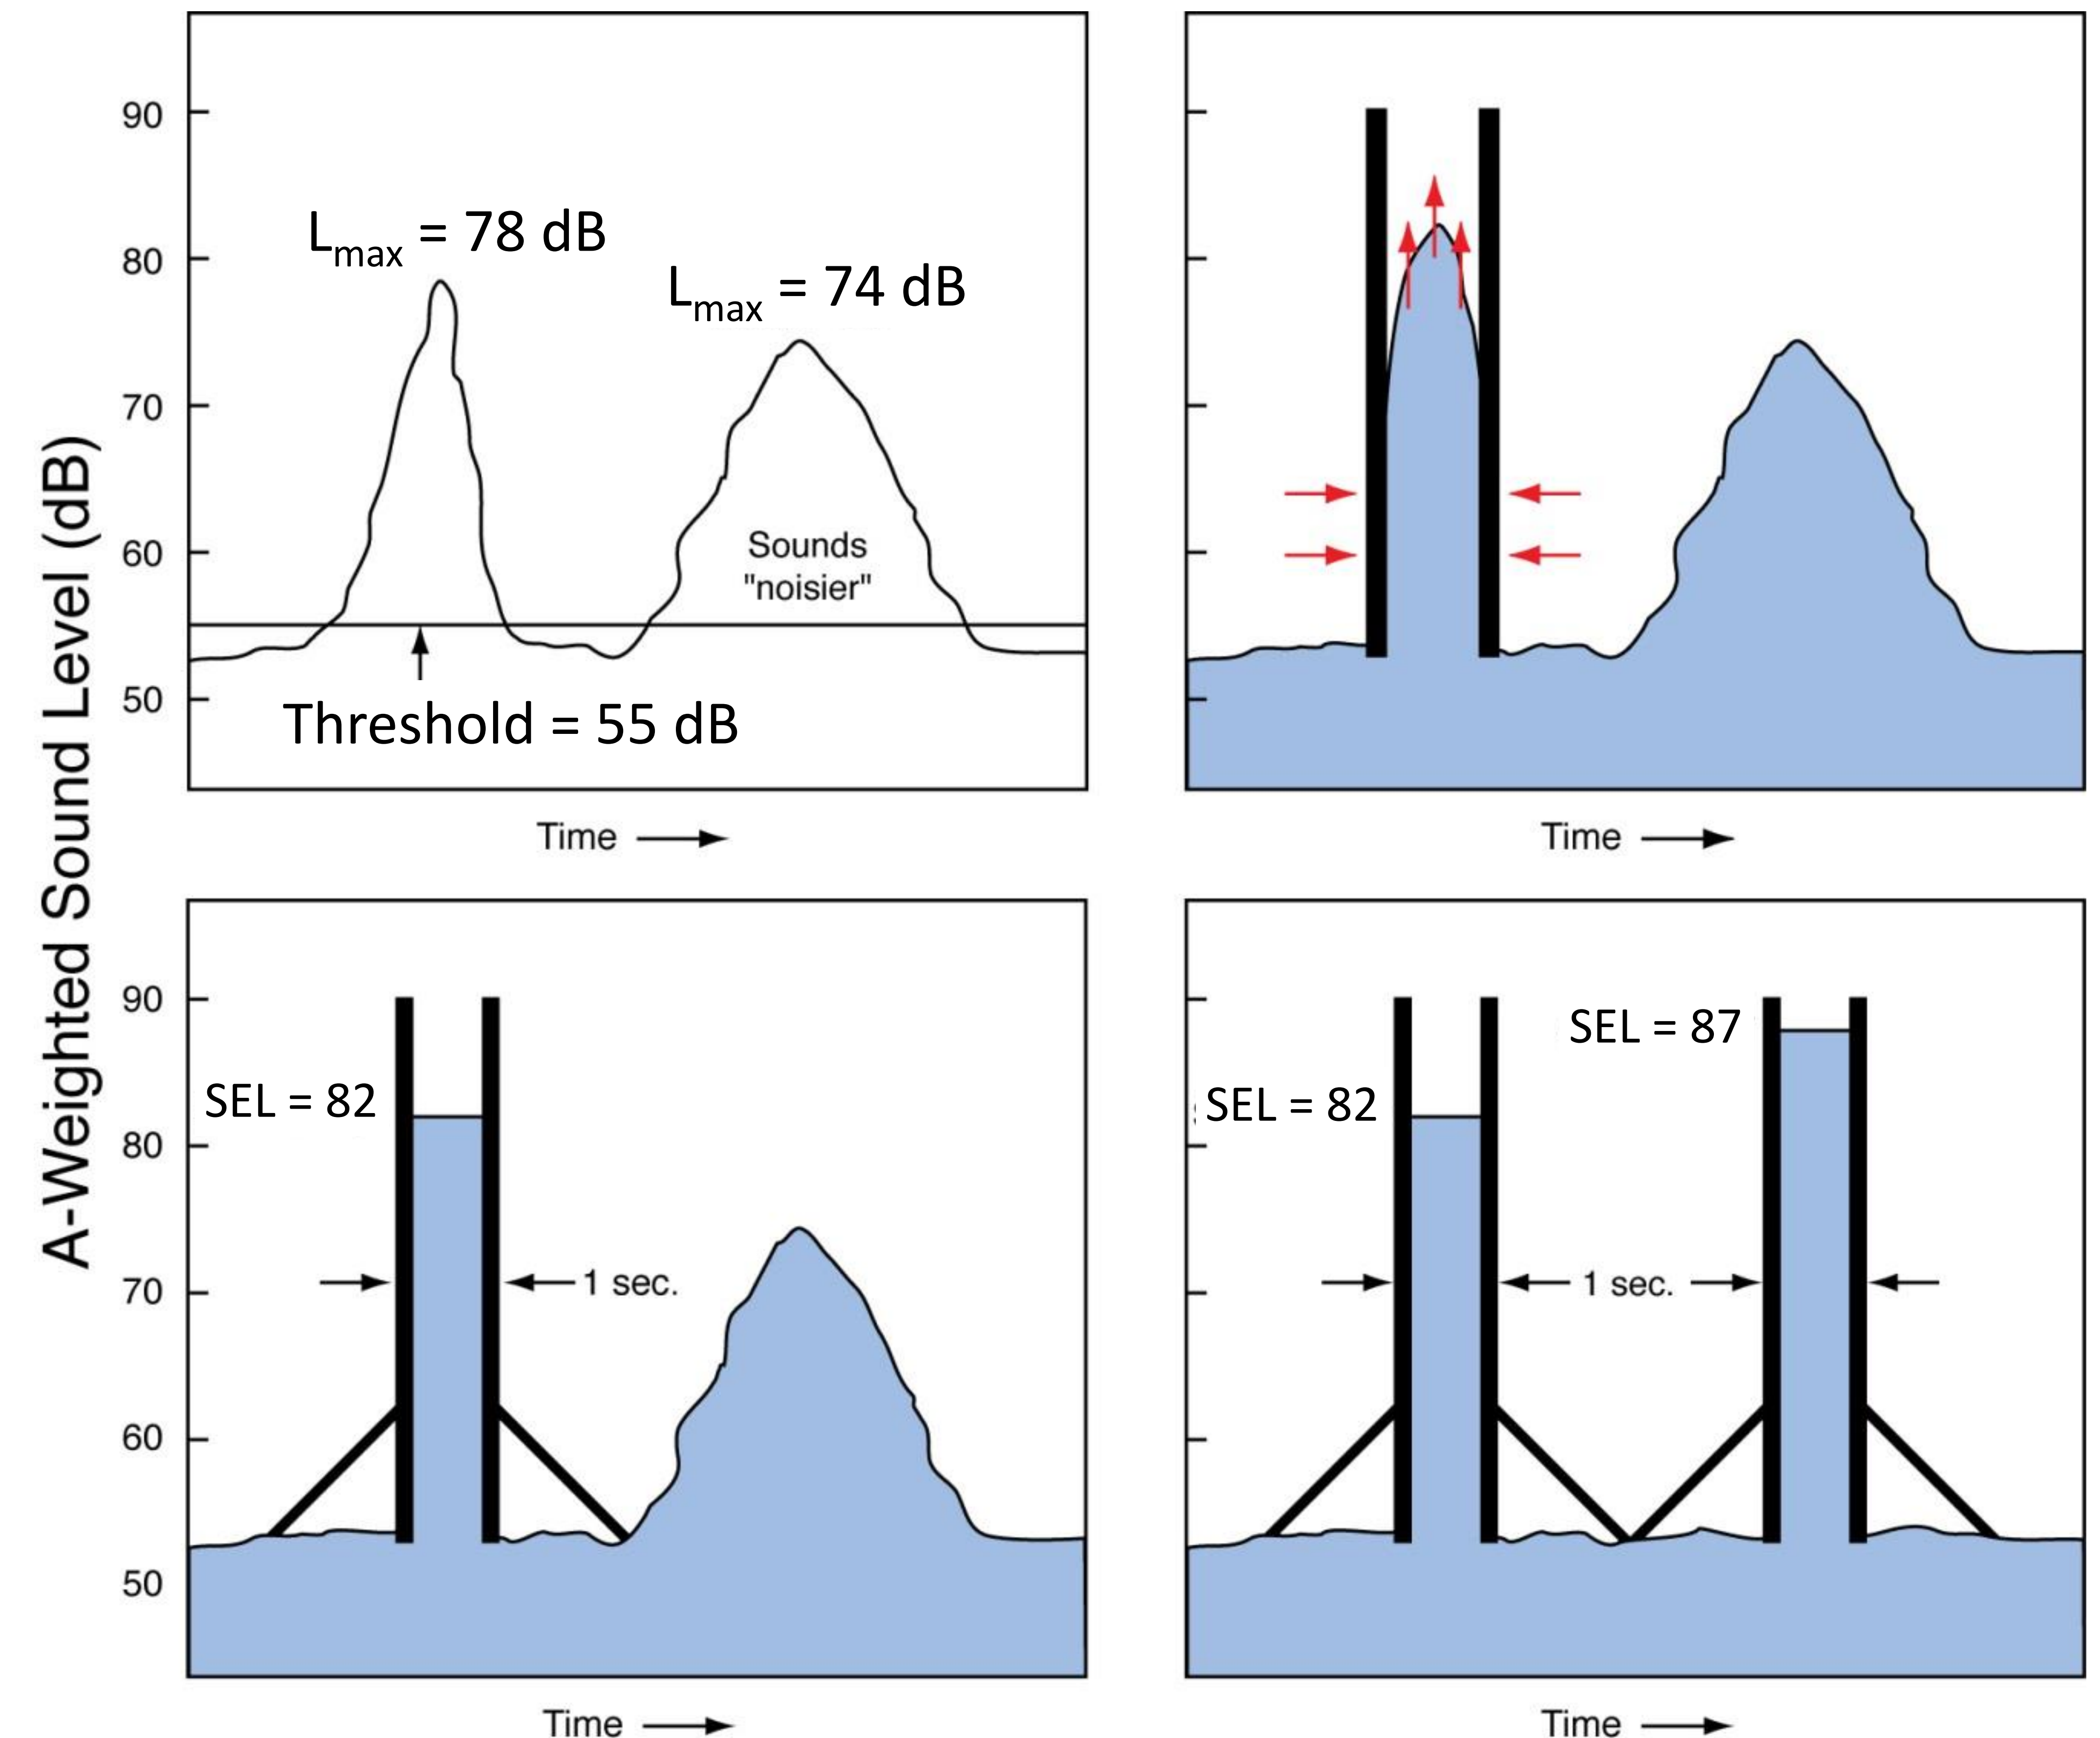 A-Weighted Sound Level (dB)
90
80
70
60
50
Lmax = 78 dB
Lmax = 74 dB
Sounds
"noisier"
Threshold = 55 dB
Time
Time
90
80
70
60
50
SEL = 82
1 sec.
Time
SEL = 87
SEL = 82
1 sec.
Time